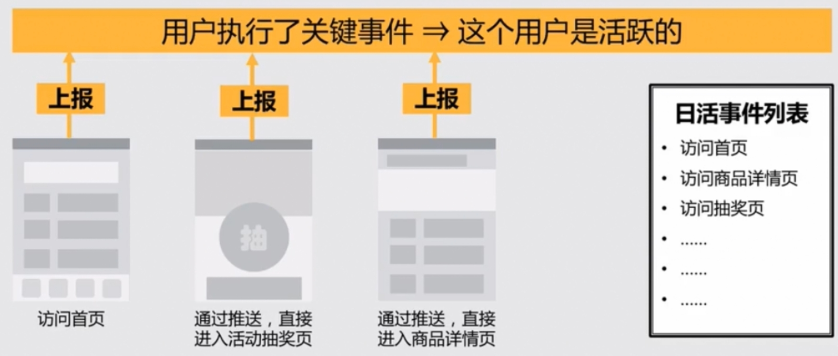 用户执行了关键事件 ⇒ 这个用户是活跃的
上报
上报
上报
抽
访问首页
通过推送，直接
进入活动抽奖页
通过推送，直接
进入商品详情页
日活事件列表
• 访问首页
• 访问商品详情页
• 访问抽奖页
• ......
• ......
• ......